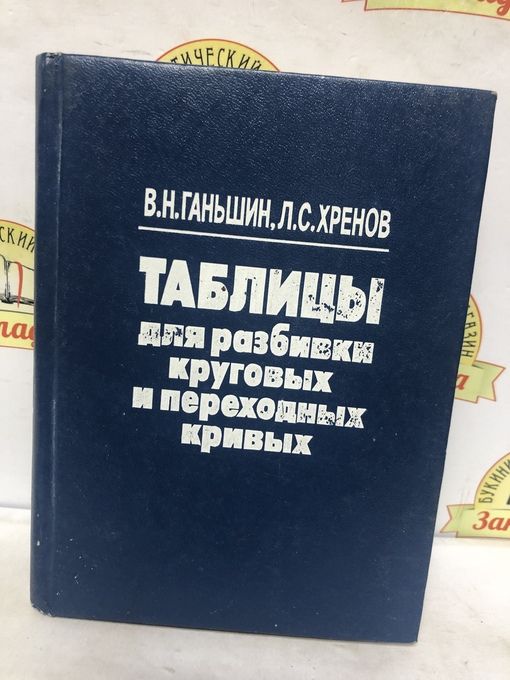 В.Н.ГАНЬШИН, Л.С.ХРЕНОВ
ТАБЛИЦЫ
для разбивки
круговых
и переходных
кривых